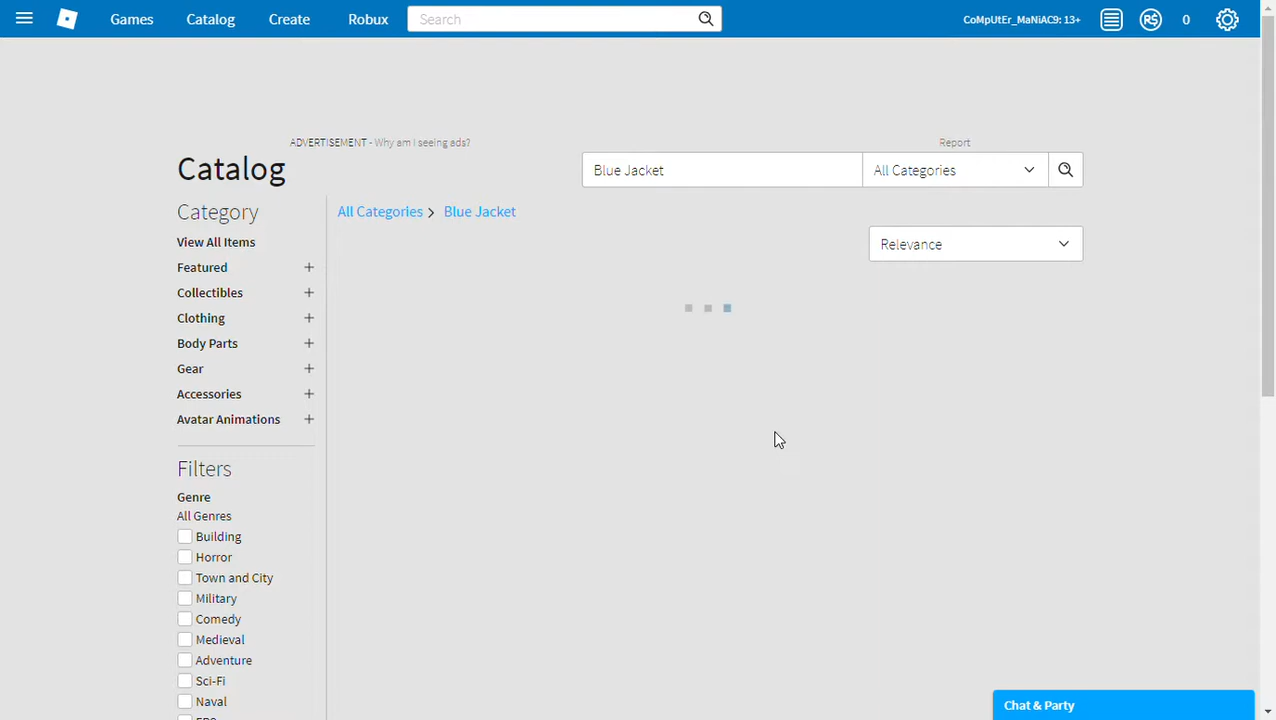 Games Catalog Create Robux Search CoMpUtEr_MaNiAC9: 13+ R$ 0
ADVERTISEMENT - Why am I seeing ads? Report
Catalog
Blue Jacket All Categories
Category
All Categories > Blue Jacket
View All Items
Relevance
Featured +
Collectibles +
Clothing +
Body Parts +
Gear +
Accessories +
Avatar Animations +
Filters
Genre
All Genres
Building
Horror
Town and City
Military
Comedy
Medieval
Adventure
Sci-Fi
Naval
Chat & Party